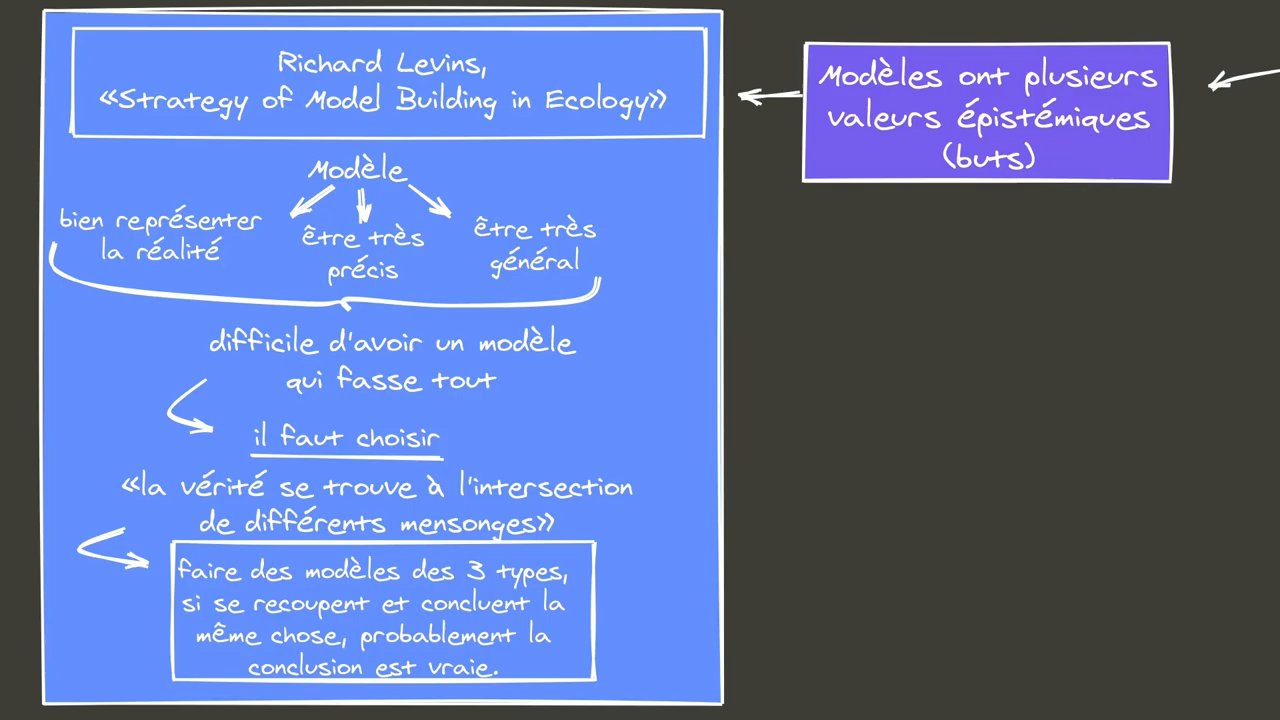 Richard Levins,
«Strategy of Model Building in Ecology»
Modèle
bien représenter
la réalité
être très
précis
être très
général
difficile d'avoir un modèle
qui fasse tout
il faut choisir
«la vérité se trouve à l'intersection
de différents mensonges»
faire des modèles des 3 types,
si se recoupent et concluent la
même chose, probablement la
conclusion est vraie.
Modèles ont plusieurs
valeurs épistémiques
(buts)